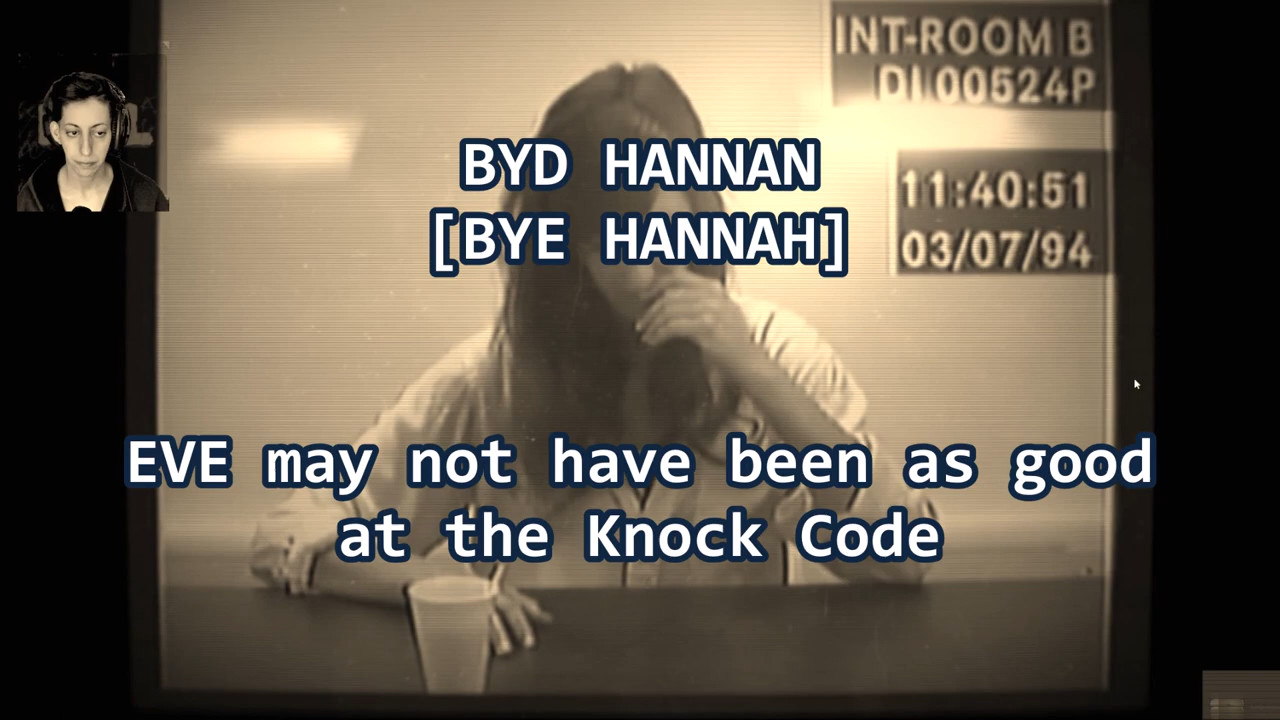 INT-ROOM B
DI 00524P
BYD HANNAN
[BYE HANNAH]
11:40:51
03/07/94
EVE may not have been as good
at the Knock Code